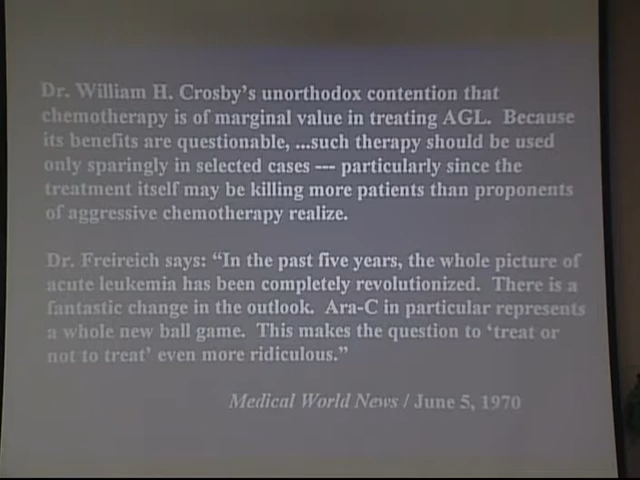 Dr. William H. Crosby's unorthodox contention that
chemotherapy is of marginal value in treating AGL.  Because
its benefits are questionable, ...such therapy should be used
only sparingly in selected cases --- particularly since the
treatment itself may be killing more patients than proponents
of aggressive chemotherapy realize.
Dr. Freireich says: "In the past five years, the whole picture of
acute leukemia has been completely revolutionized.  There is a
fantastic change in the outlook.  Ara-C in particular represents
a whole new ball game.  This makes the question to 'treat or
not to treat' even more ridiculous."
Medical World News / June 5, 1970